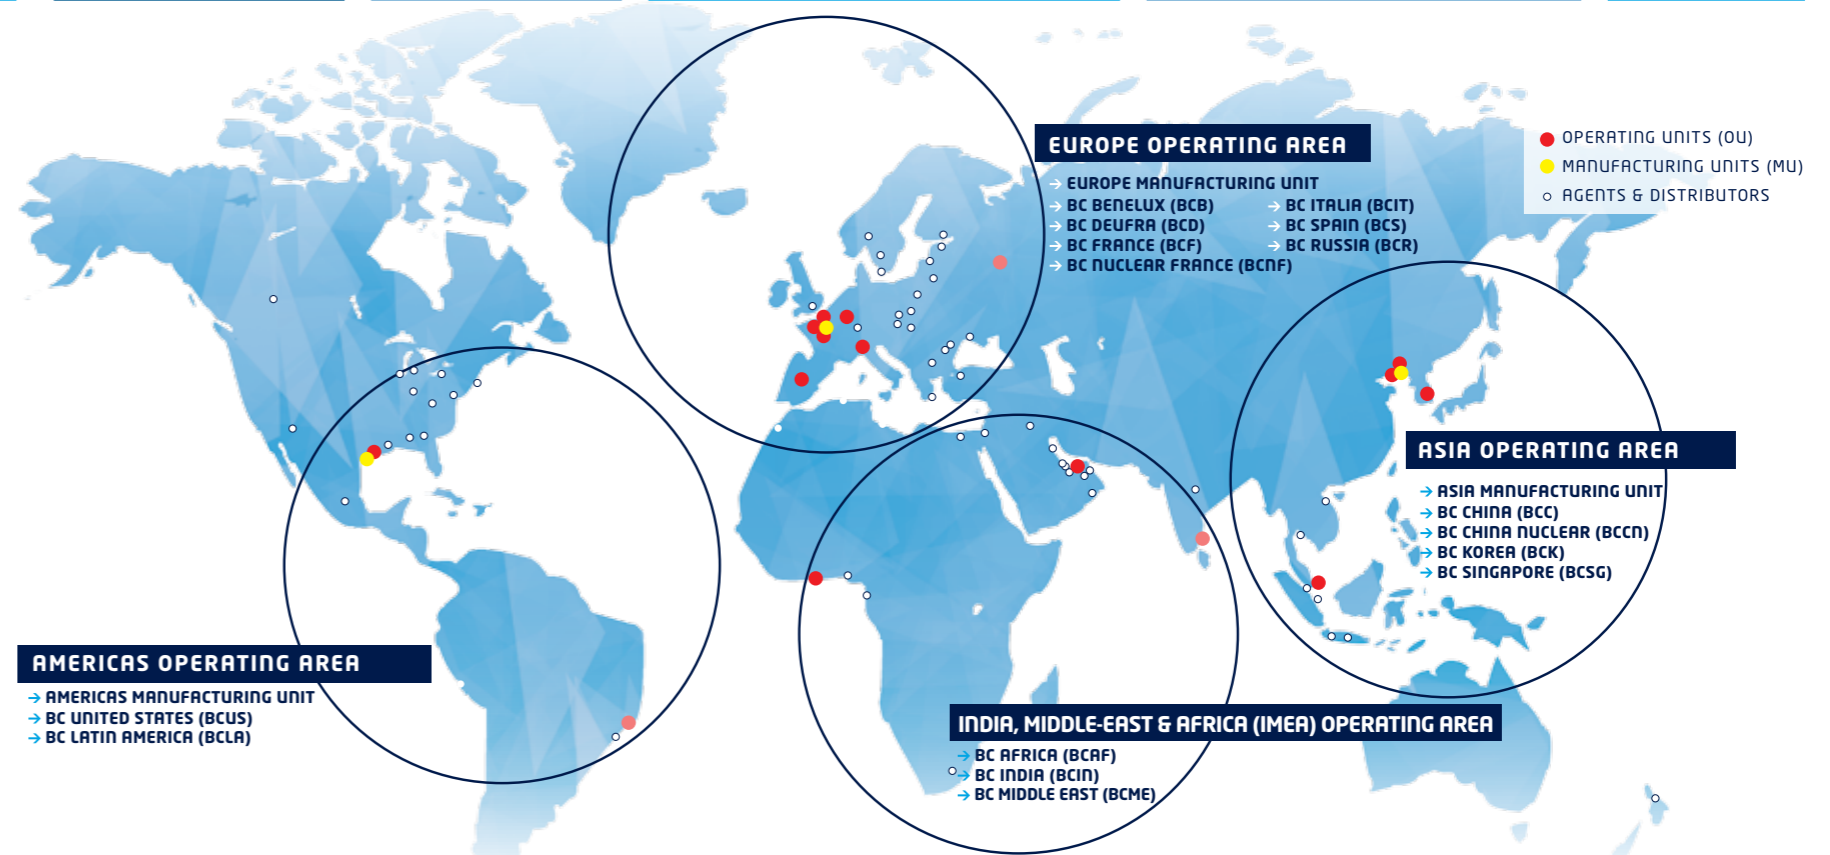 EUROPE OPERATING AREA
→ EUROPE MANUFACTURING UNIT
→ BC BENELUX (BCB)
→ BC DEUFRA (BCD)
→ BC FRANCE (BCF)
→ BC NUCLEAR FRANCE (BCNF)
→ BC ITALIA (BCIT)
→ BC SPAIN (BCS)
→ BC RUSSIA (BCR)
OPERATING UNITS (OU)
MANUFACTURING UNITS (MU)
AGENTS & DISTRIBUTORS
ASIA OPERATING AREA
→ ASIA MANUFACTURING UNIT
→ BC CHINA (BCC)
→ BC CHINA NUCLEAR (BCCN)
→ BC KOREA (BCK)
→ BC SINGAPORE (BCSG)
AMERICAS OPERATING AREA
→ AMERICAS MANUFACTURING UNIT
→ BC UNITED STATES (BCUS)
→ BC LATIN AMERICA (BCLA)
INDIA, MIDDLE-EAST & AFRICA (IMEA) OPERATING AREA
→ BC AFRICA (BCAF)
→ BC INDIA (BCIN)
→ BC MIDDLE EAST (BCME)